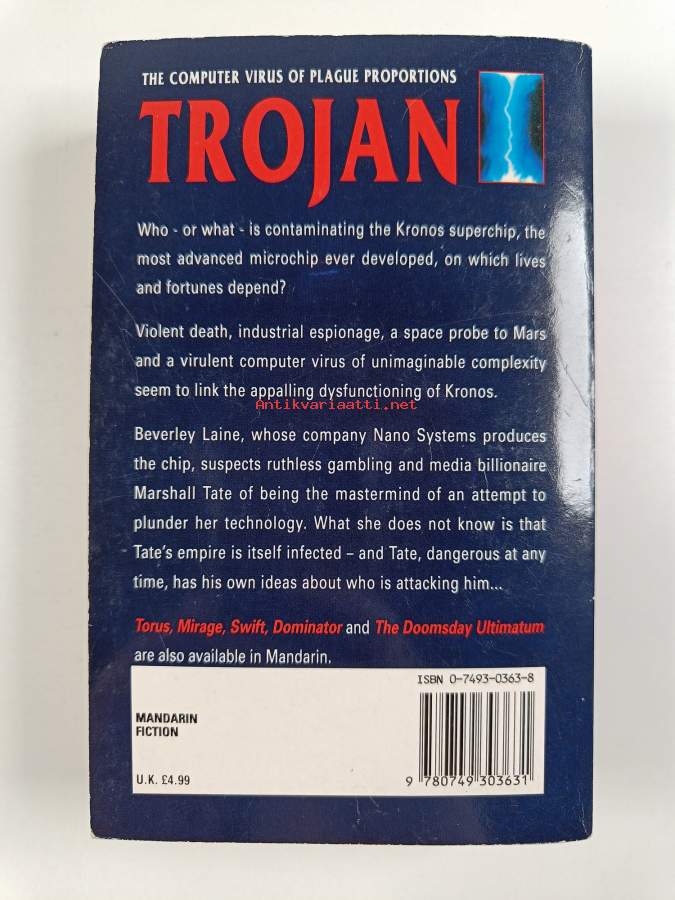 THE COMPUTER VIRUS OF PLAGUE PROPORTIONS
TROJAN
Who - or what - is contaminating the Kronos superchip, the
most advanced microchip ever developed, on which lives
and fortunes depend?
Violent death, industrial espionage, a space probe to Mars
and a virulent computer virus of unimaginable complexity
seem to link the appalling dysfunctioning of Kronos.
Antikvariaatti.net
Beverley Laine, whose company Nano Systems produces
the chip, suspects ruthless gambling and media billionaire
Marshall Tate of being the mastermind of an attempt to
plunder her technology. What she does not know is that
Tate's empire is itself infected – and Tate, dangerous at any
time, has his own ideas about who is attacking him...
Torus, Mirage, Swift, Dominator and The Doomsday Ultimatum
are also available in Mandarin.
ISBN 0-7493-0363-8
MANDARIN
FICTION
U.K. £4.99
9 780749 303631